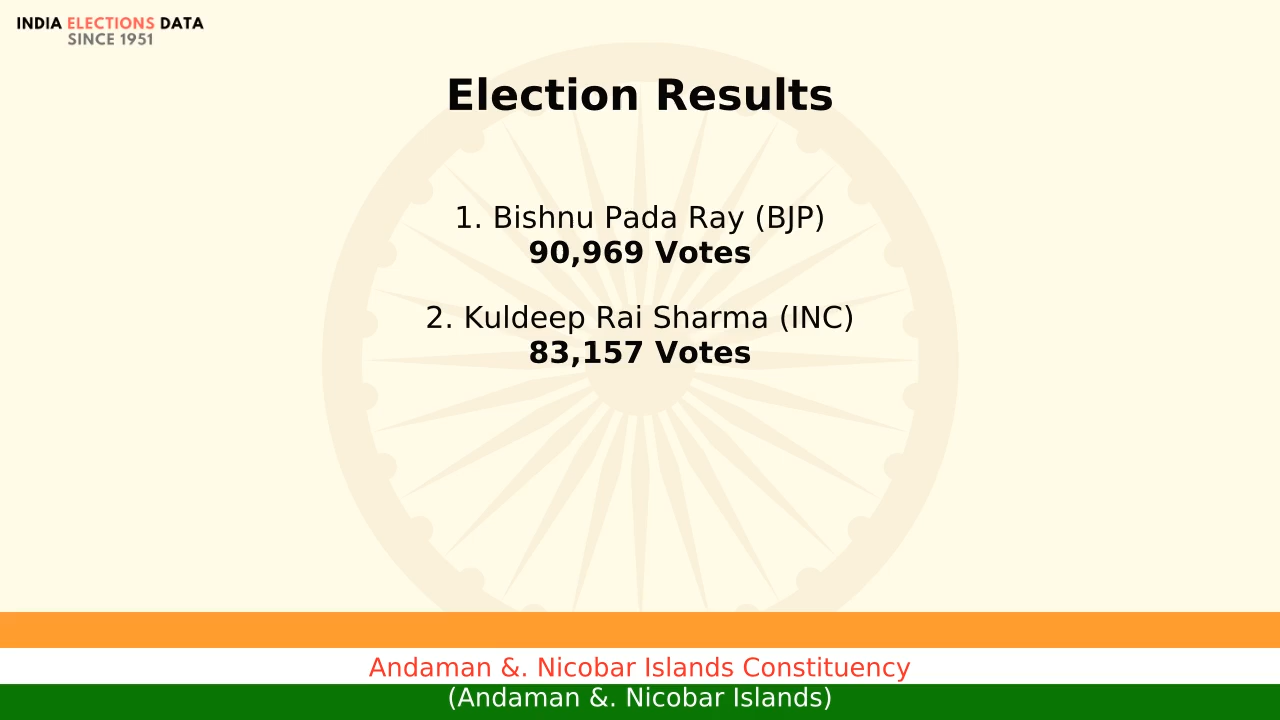 INDIA ELECTIONS DATA
SINCE 1951
Election Results
1. Bishnu Pada Ray (BJP)
90,969 Votes
2. Kuldeep Rai Sharma (INC)
83,157 Votes
Andaman &. Nicobar Islands Constituency
(Andaman &. Nicobar Islands)